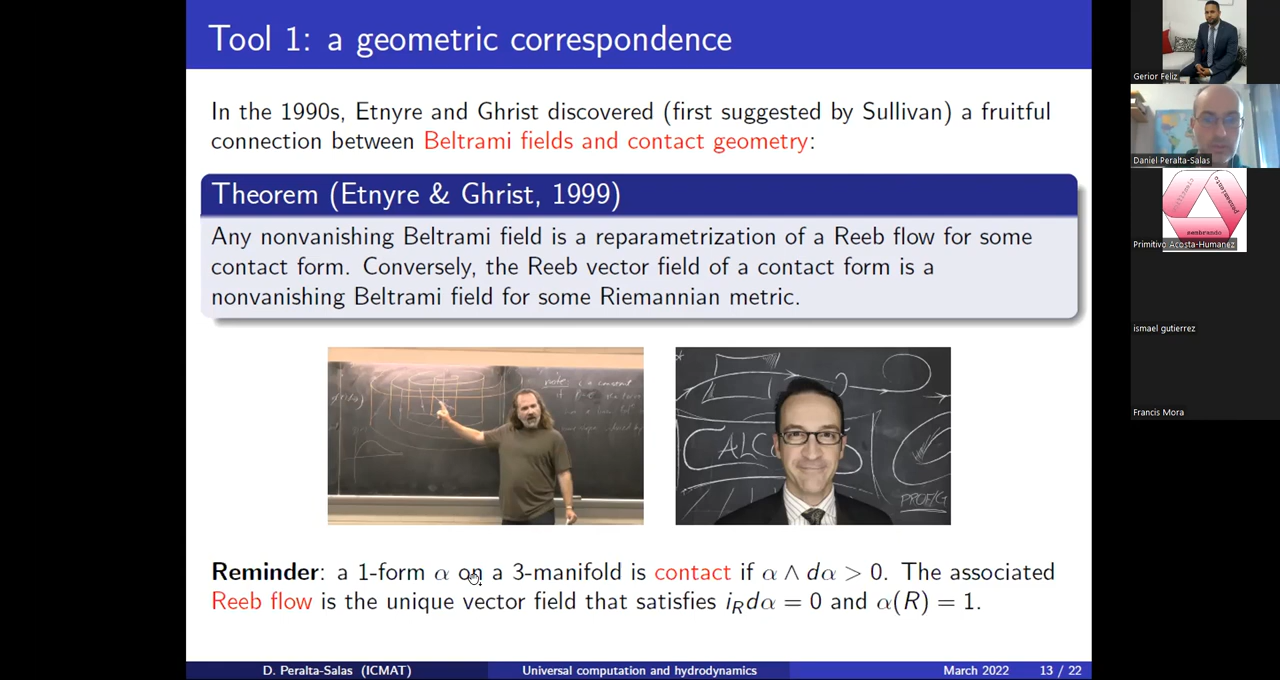 Tool 1: a geometric correspondence
In the 1990s, Etnyre and Ghrist discovered (first suggested by Sullivan) a fruitful
connection between Beltrami fields and contact geometry:
Theorem (Etnyre & Ghrist, 1999)
Any nonvanishing Beltrami field is a reparametrization of a Reeb flow for some
contact form. Conversely, the Reeb vector field of a contact form is a
nonvanishing Beltrami field for some Riemannian metric.
CALC
PROF/G
Reminder: a 1-form α on a 3-manifold is contact if α ∧ dα > 0. The associated
Reeb flow is the unique vector field that satisfies i_R dα = 0 and α(R) = 1.
D. Peralta-Salas (ICMAT) Universal computation and hydrodynamics March 2022 13 / 22
Gerior Feliz
Daniel Peralta-Salas
pensamiento
sembrando
Primitivo Acosta-Humanez
ismael gutierrez
Francis Mora